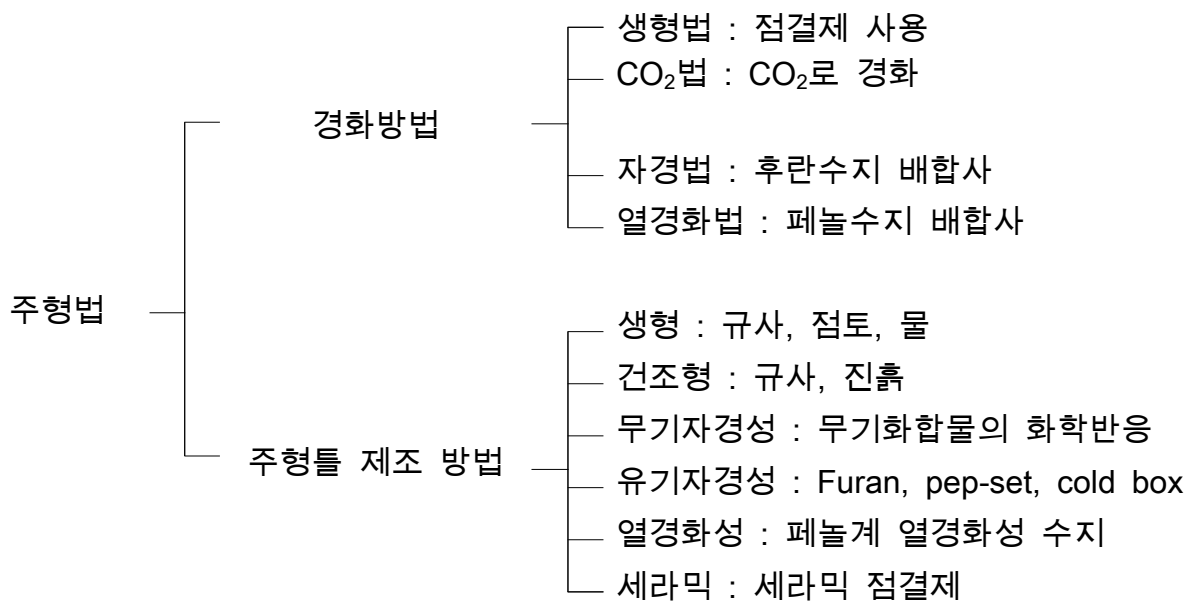 주형법
경화방법
생형법 : 점결제 사용
CO₂법 : CO₂로 경화
자경법 : 후란수지 배합사
열경화법 : 페놀수지 배합사
주형틀 제조 방법
생형 : 규사, 점토, 물
건조형 : 규사, 진흙
무기자경성 : 무기화합물의 화학반응
유기자경성 : Furan, pep-set, cold box
열경화성 : 페놀계 열경화성 수지
세라믹 : 세라믹 점결제